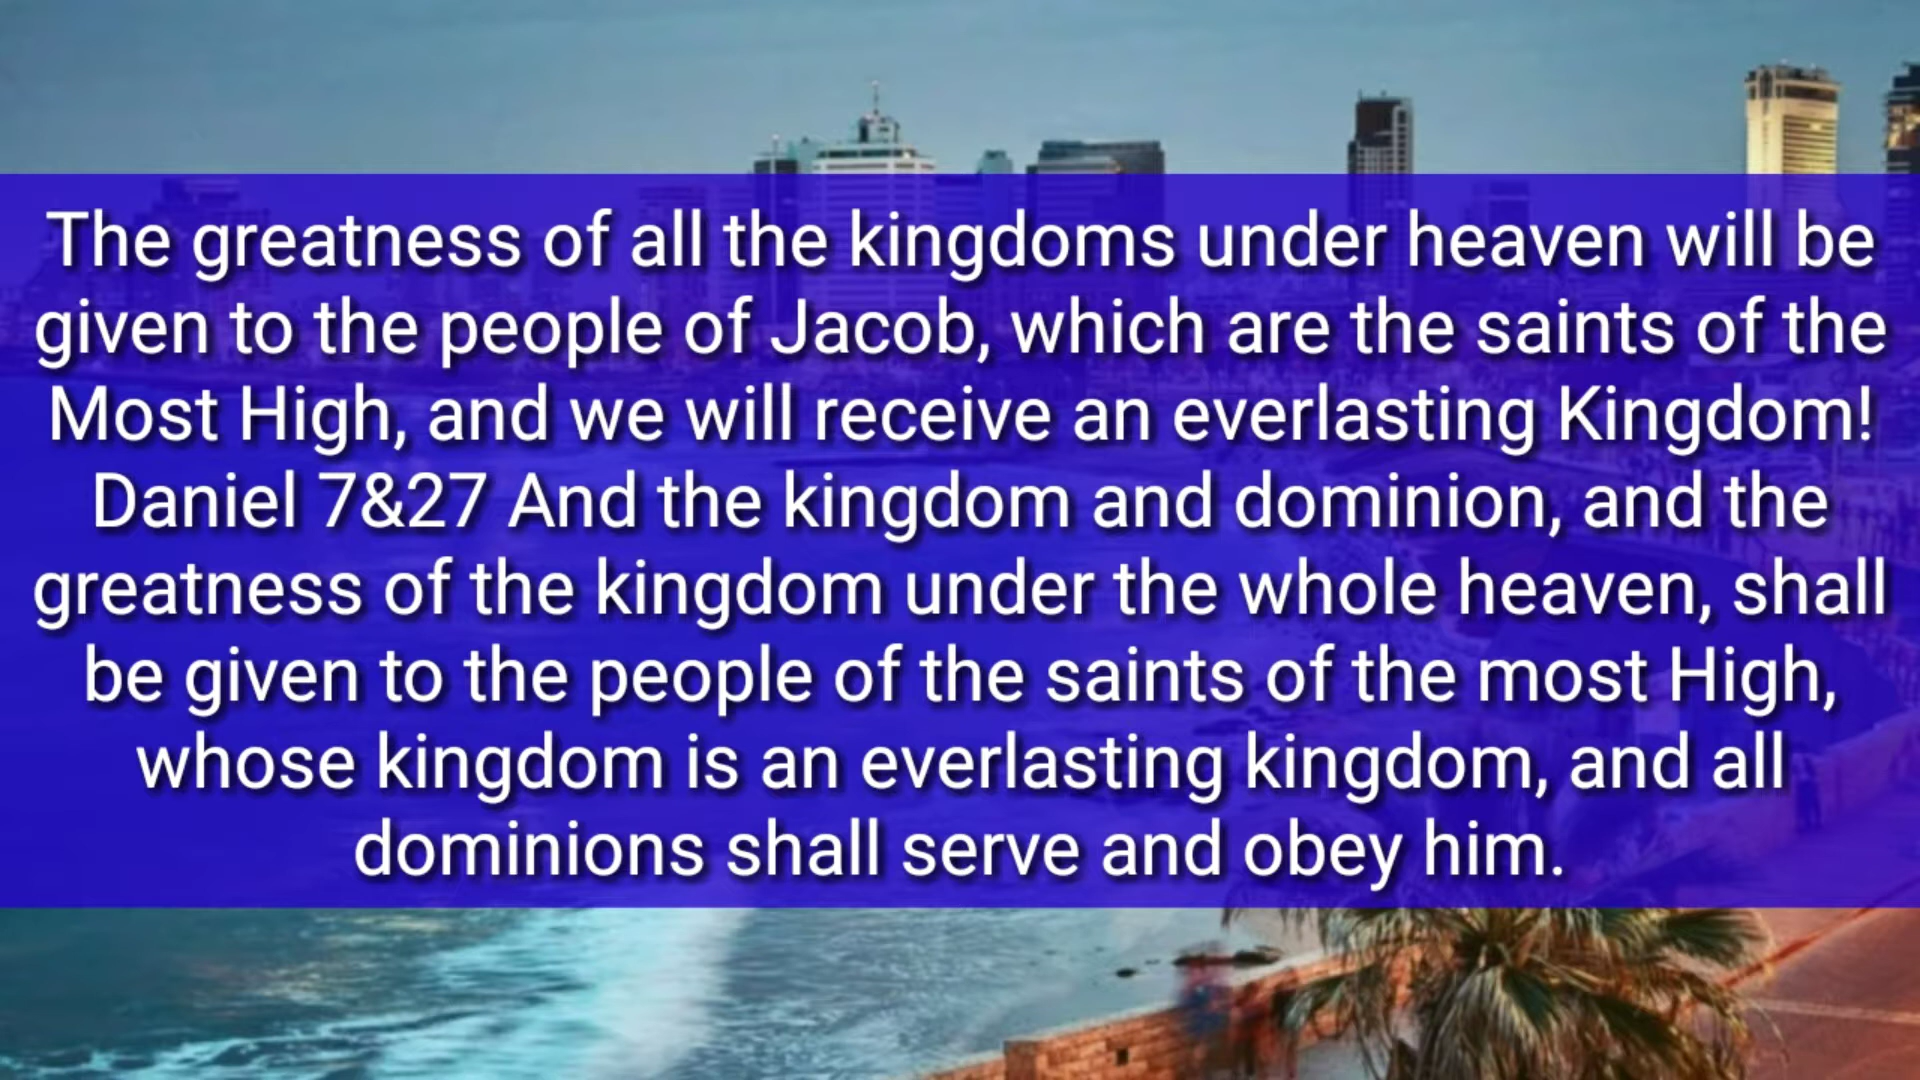 The greatness of all the kingdoms under heaven will be
given to the people of Jacob, which are the saints of the
Most High, and we will receive an everlasting Kingdom!
Daniel 7&27 And the kingdom and dominion, and the
greatness of the kingdom under the whole heaven, shall
be given to the people of the saints of the most High,
whose kingdom is an everlasting kingdom, and all
dominions shall serve and obey him.